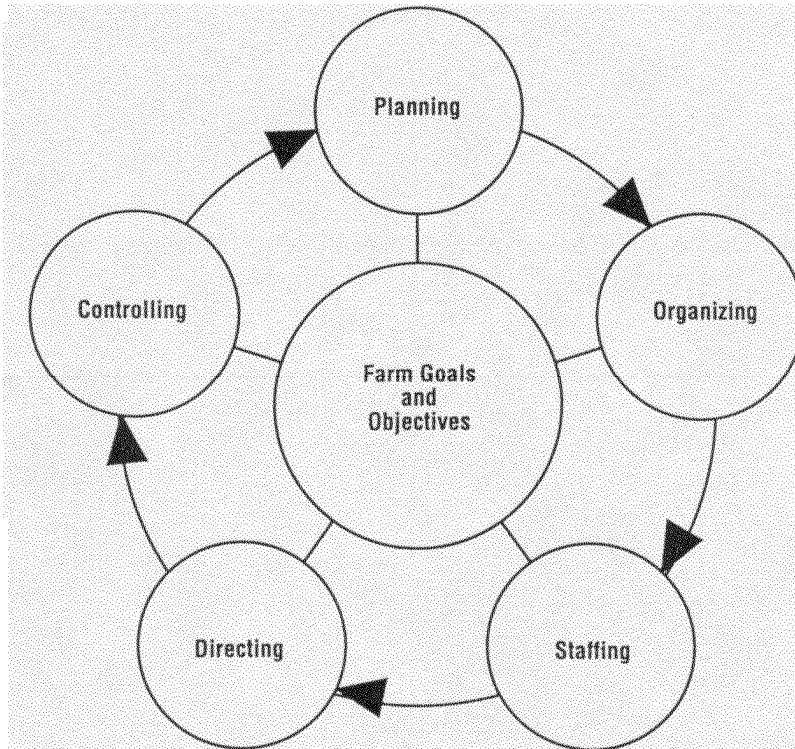 Planning
Organizing
Staffing
Directing
Controlling
Farm Goals
and
Objectives